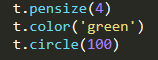 t.pensize(4)
t.color('green')
t.circle(100)